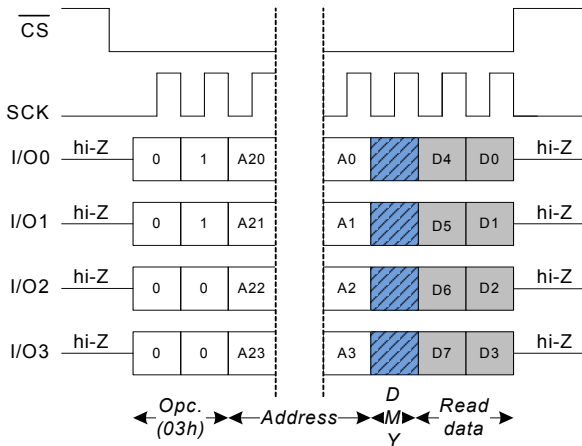 CS
SCK
I/O0 hi-Z 0 1 A20 A0 D4 D0 hi-Z
I/O1 hi-Z 0 1 A21 A1 D5 D1 hi-Z
I/O2 hi-Z 0 0 A22 A2 D6 D2 hi-Z
I/O3 hi-Z 0 0 A23 A3 D7 D3 hi-Z
Opc.
(03h)
Address
D
M
Y
Read
data